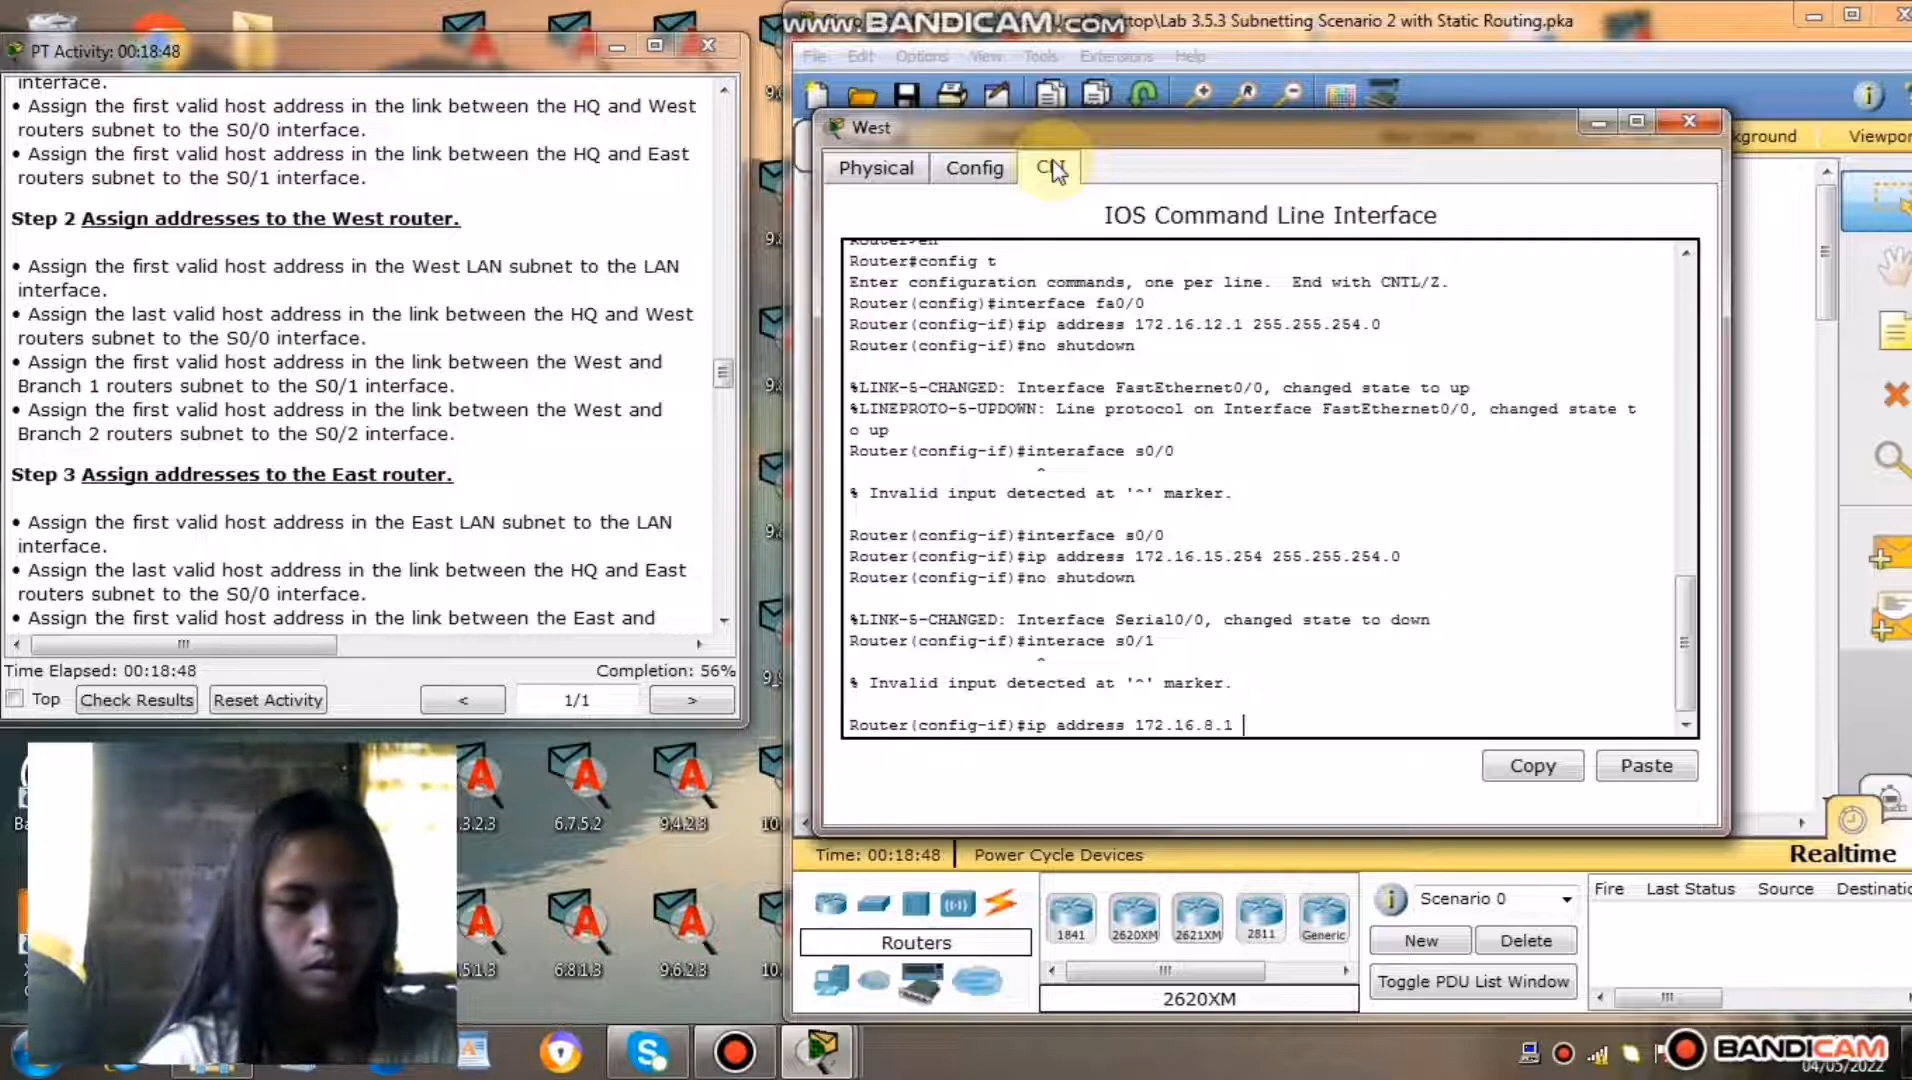 www.BANDICAM.com
\Lab 3.5.3 Subnetting Scenario 2 with Static Routing.pka
PT Activity: 00:18:48
File Edit Options View Tools Extensions Help
interface.
• Assign the first valid host address in the link between the HQ and West
routers subnet to the S0/0 interface.
• Assign the first valid host address in the link between the HQ and East
routers subnet to the S0/1 interface.
Step 2 Assign addresses to the West router.
• Assign the first valid host address in the West LAN subnet to the LAN
interface.
• Assign the last valid host address in the link between the HQ and West
routers subnet to the S0/0 interface.
• Assign the first valid host address in the link between the West and
Branch 1 routers subnet to the S0/1 interface.
• Assign the first valid host address in the link between the West and
Branch 2 routers subnet to the S0/2 interface.
Step 3 Assign addresses to the East router.
• Assign the first valid host address in the East LAN subnet to the LAN
interface.
• Assign the last valid host address in the link between the HQ and East
routers subnet to the S0/0 interface.
• Assign the first valid host address in the link between the East and
Time Elapsed: 00:18:48 Completion: 56%
Top Check Results Reset Activity < 1/1 >
West
kground Viewpor
Physical Config
IOS Command Line Interface
Router>en
Router#config t
Enter configuration commands, one per line. End with CNTL/Z.
Router(config)#interface fa0/0
Router(config-if)#ip address 172.16.12.1 255.255.254.0
Router(config-if)#no shutdown
%LINK-5-CHANGED: Interface FastEthernet0/0, changed state to up
%LINEPROTO-5-UPDOWN: Line protocol on Interface FastEthernet0/0, changed state t
o up
Router(config-if)#interaface s0/0
^
% Invalid input detected at '^' marker.
Router(config-if)#interface s0/0
Router(config-if)#ip address 172.16.15.254 255.255.254.0
Router(config-if)#no shutdown
%LINK-5-CHANGED: Interface Serial0/0, changed state to down
Router(config-if)#interace s0/1
^
% Invalid input detected at '^' marker.
Router(config-if)#ip address 172.16.8.1
Copy Paste
3.2.3 6.7.5.2 9.4.2.3 10.
5.1.3 6.8.1.3 9.6.2.3 10.
Time: 00:18:48 Power Cycle Devices Realtime
Routers
1841 2620XM 2621XM 2811 Generic
2620XM
Scenario 0
New Delete
Toggle PDU List Window
Fire Last Status Source Destinatio
BANDICAM
04/05/2022